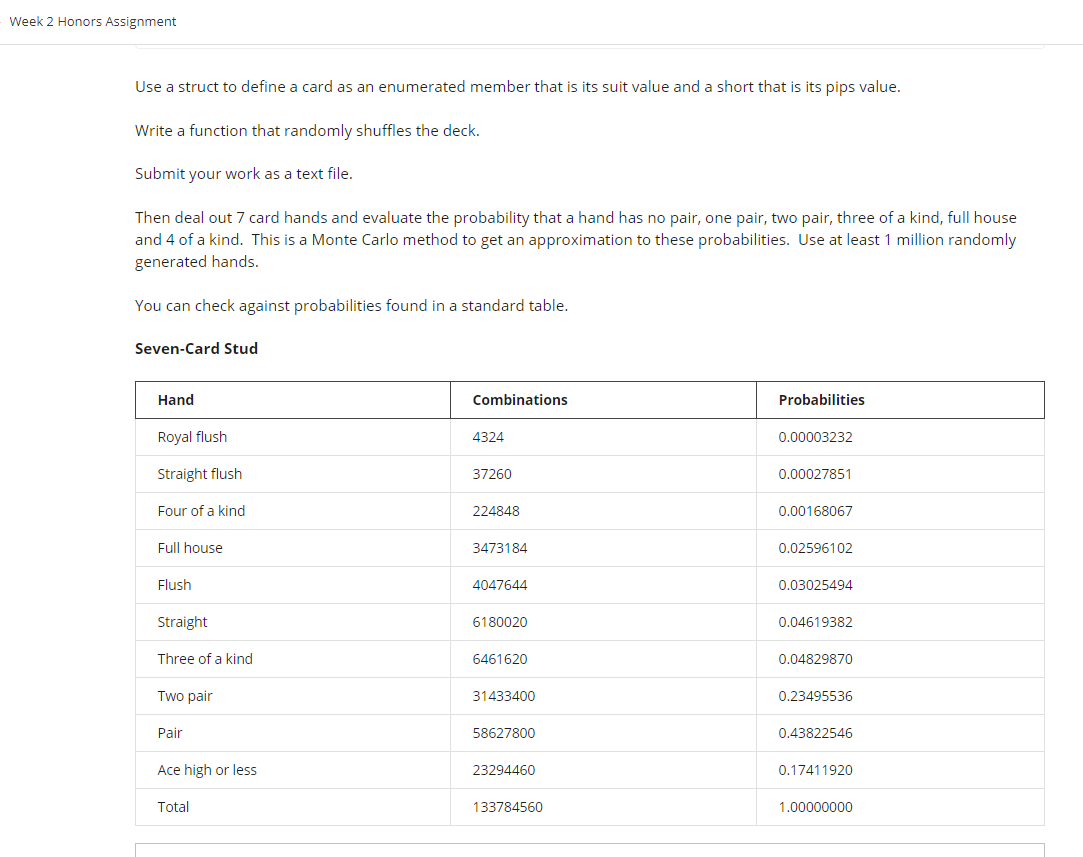 Week 2 Honors Assignment
Use a struct to define a card as an enumerated member that is its suit value and a short that is its pips value.
Write a function that randomly shuffles the deck.
Submit your work as a text file.
Then deal out 7 card hands and evaluate the probability that a hand has no pair, one pair, two pair, three of a kind, full house
and 4 of a kind.  This is a Monte Carlo method to get an approximation to these probabilities.  Use at least 1 million randomly
generated hands.
You can check against probabilities found in a standard table.
Seven-Card Stud
Hand Combinations Probabilities
Royal flush 4324 0.00003232
Straight flush 37260 0.00027851
Four of a kind 224848 0.00168067
Full house 3473184 0.02596102
Flush 4047644 0.03025494
Straight 6180020 0.04619382
Three of a kind 6461620 0.04829870
Two pair 31433400 0.23495536
Pair 58627800 0.43822546
Ace high or less 23294460 0.17411920
Total 133784560 1.00000000